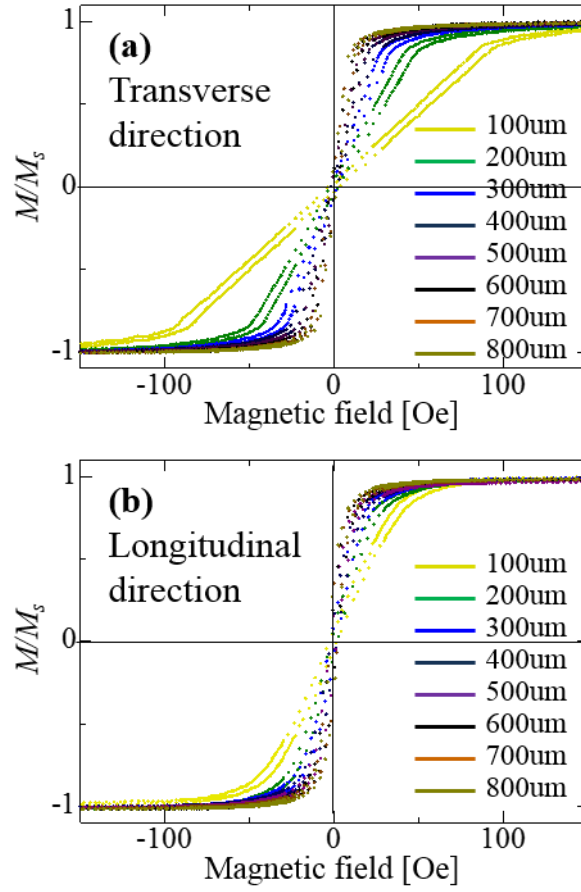 1
(a)
Transverse
direction
M/Ms
0
100um
200um
300um
400um
500um
600um
700um
800um
-1
-100 0 100
Magnetic field [Oe]
1
(b)
Longitudinal
direction
M/Ms
0
100um
200um
300um
400um
500um
600um
700um
800um
-1
-100 0 100
Magnetic field [Oe]